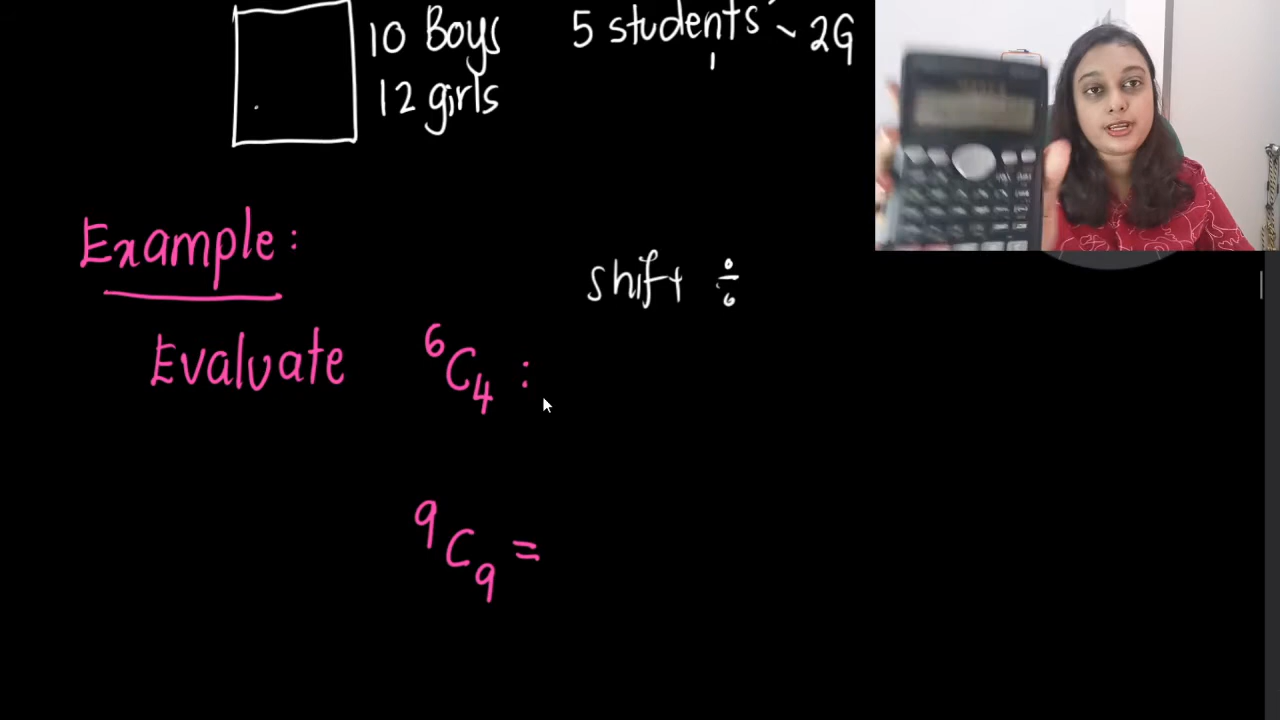 10 Boys 5 students 2G
12 girls
Example:
shift ÷
Evaluate ⁶C₄ :
⁹C₉ =